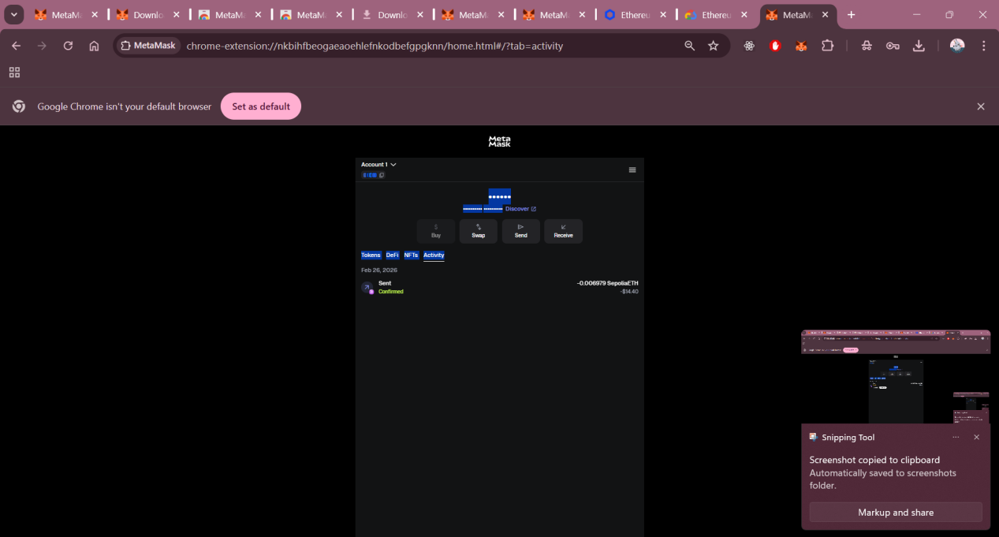 MetaM
Downlo
MetaM
MetaM
Downlo
MetaM
MetaM
Ethereu
Ethereu
MetaM
MetaMask
chrome-extension://nkbihfbeogaeaoehlefnkodbefgpgknn/home.html#/?tab=activity
Google Chrome isn't your default browser
Set as default
Meta
Mask
Account 1
•••••• 
Discover
$
Buy
Swap
Send
Receive
Tokens DeFi NFTs Activity
Feb 26, 2026
Sent
-0.006979 SepoliaETH
Confirmed
-$14.40
Snipping Tool
Screenshot copied to clipboard
Automatically saved to screenshots
folder.
Markup and share